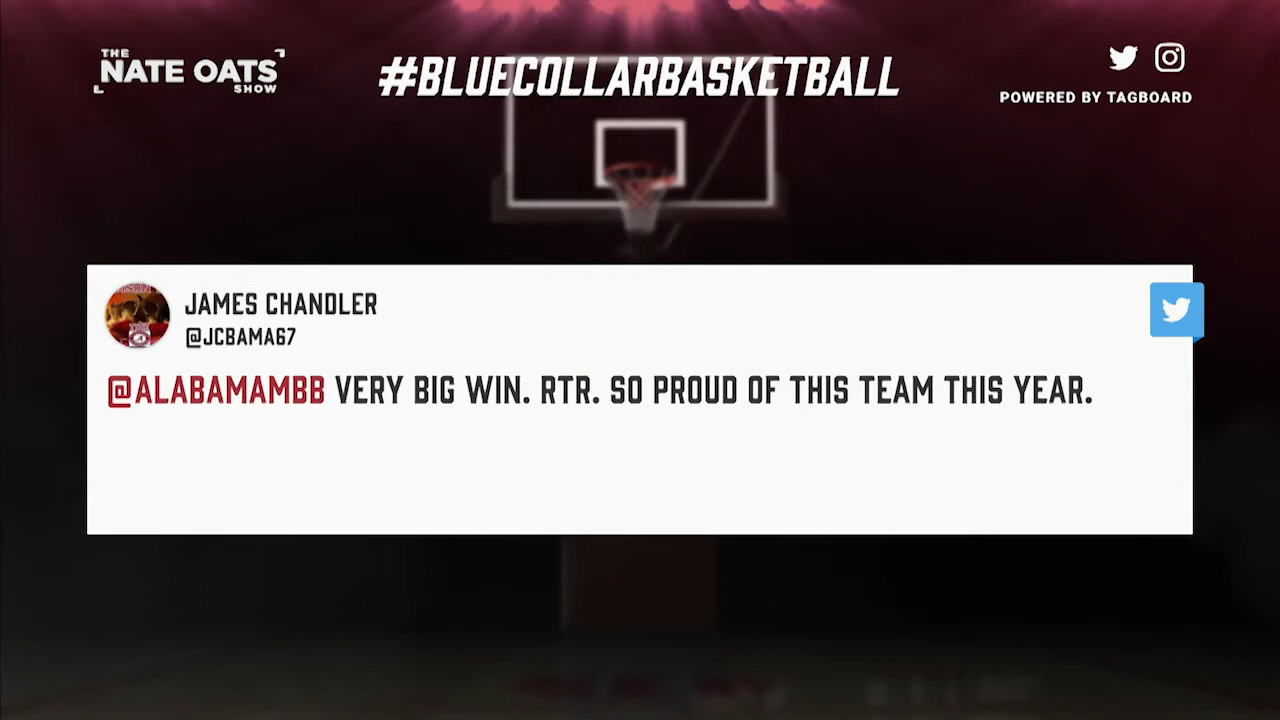 THE
NATE OATS
SHOW
#BLUECOLLARBASKETBALL
POWERED BY TAGBOARD
JAMES CHANDLER
@JCBAMA67
@ALABAMAMBB VERY BIG WIN. RTR. SO PROUD OF THIS TEAM THIS YEAR.